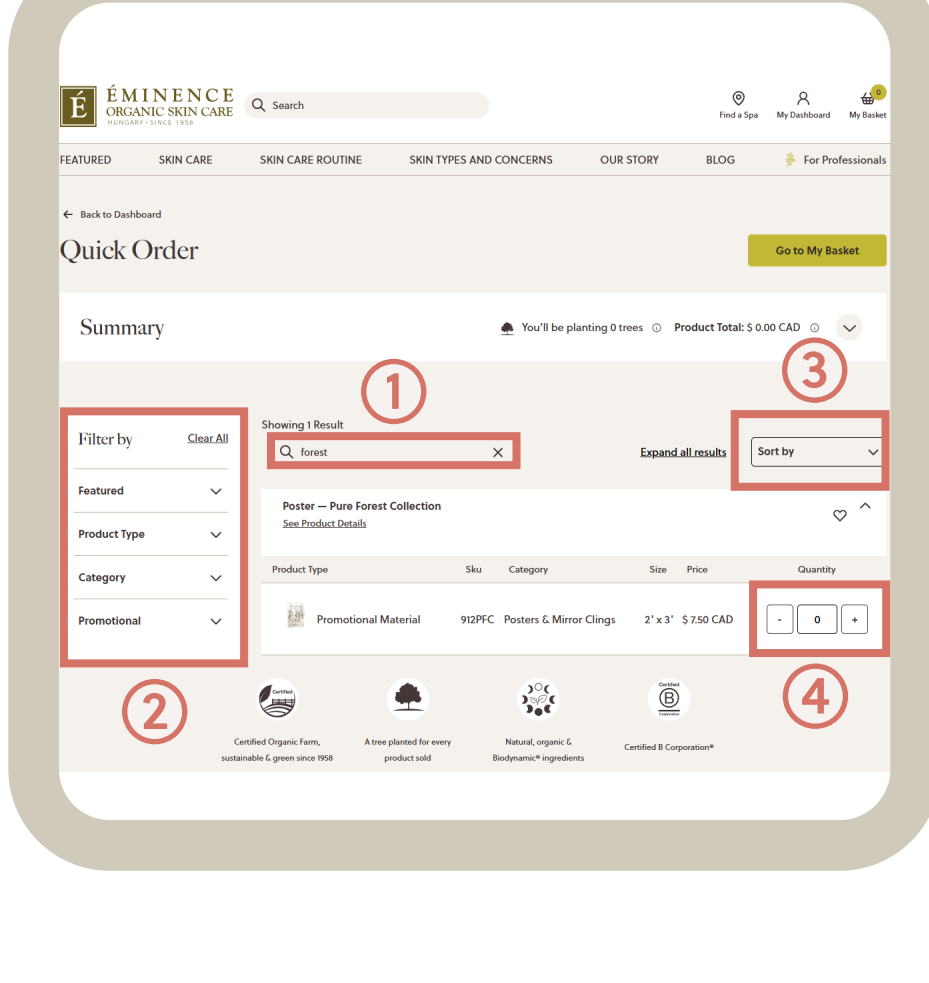 ÉMINENCE
É
ORGANIC SKIN CARE
HUNGARY • SINCE 1958
Search
Find a Spa
My Dashboard
0
My Basket
FEATURED SKIN CARE SKIN CARE ROUTINE SKIN TYPES AND CONCERNS OUR STORY BLOG For Professionals
Back to Dashboard
Quick Order
Go to My Basket
Summary
You'll be planting 0 trees Product Total: $ 0.00 CAD
1
3
Filter by Clear All
Featured
Product Type
Category
Promotional
2
Showing 1 Result
forest
Expand all results
Sort by
Poster — Pure Forest Collection
See Product Details
Product Type Sku Category Size Price Quantity
Promotional Material 912PFC Posters & Mirror Clings 2' x 3' $ 7.50 CAD - 0 +
4
Certified
Certified Organic Farm,
sustainable & green since 1958
A tree planted for every
product sold
Natural, organic &
Biodynamic® ingredients
Certified
B
Corporation
Certified B Corporation®